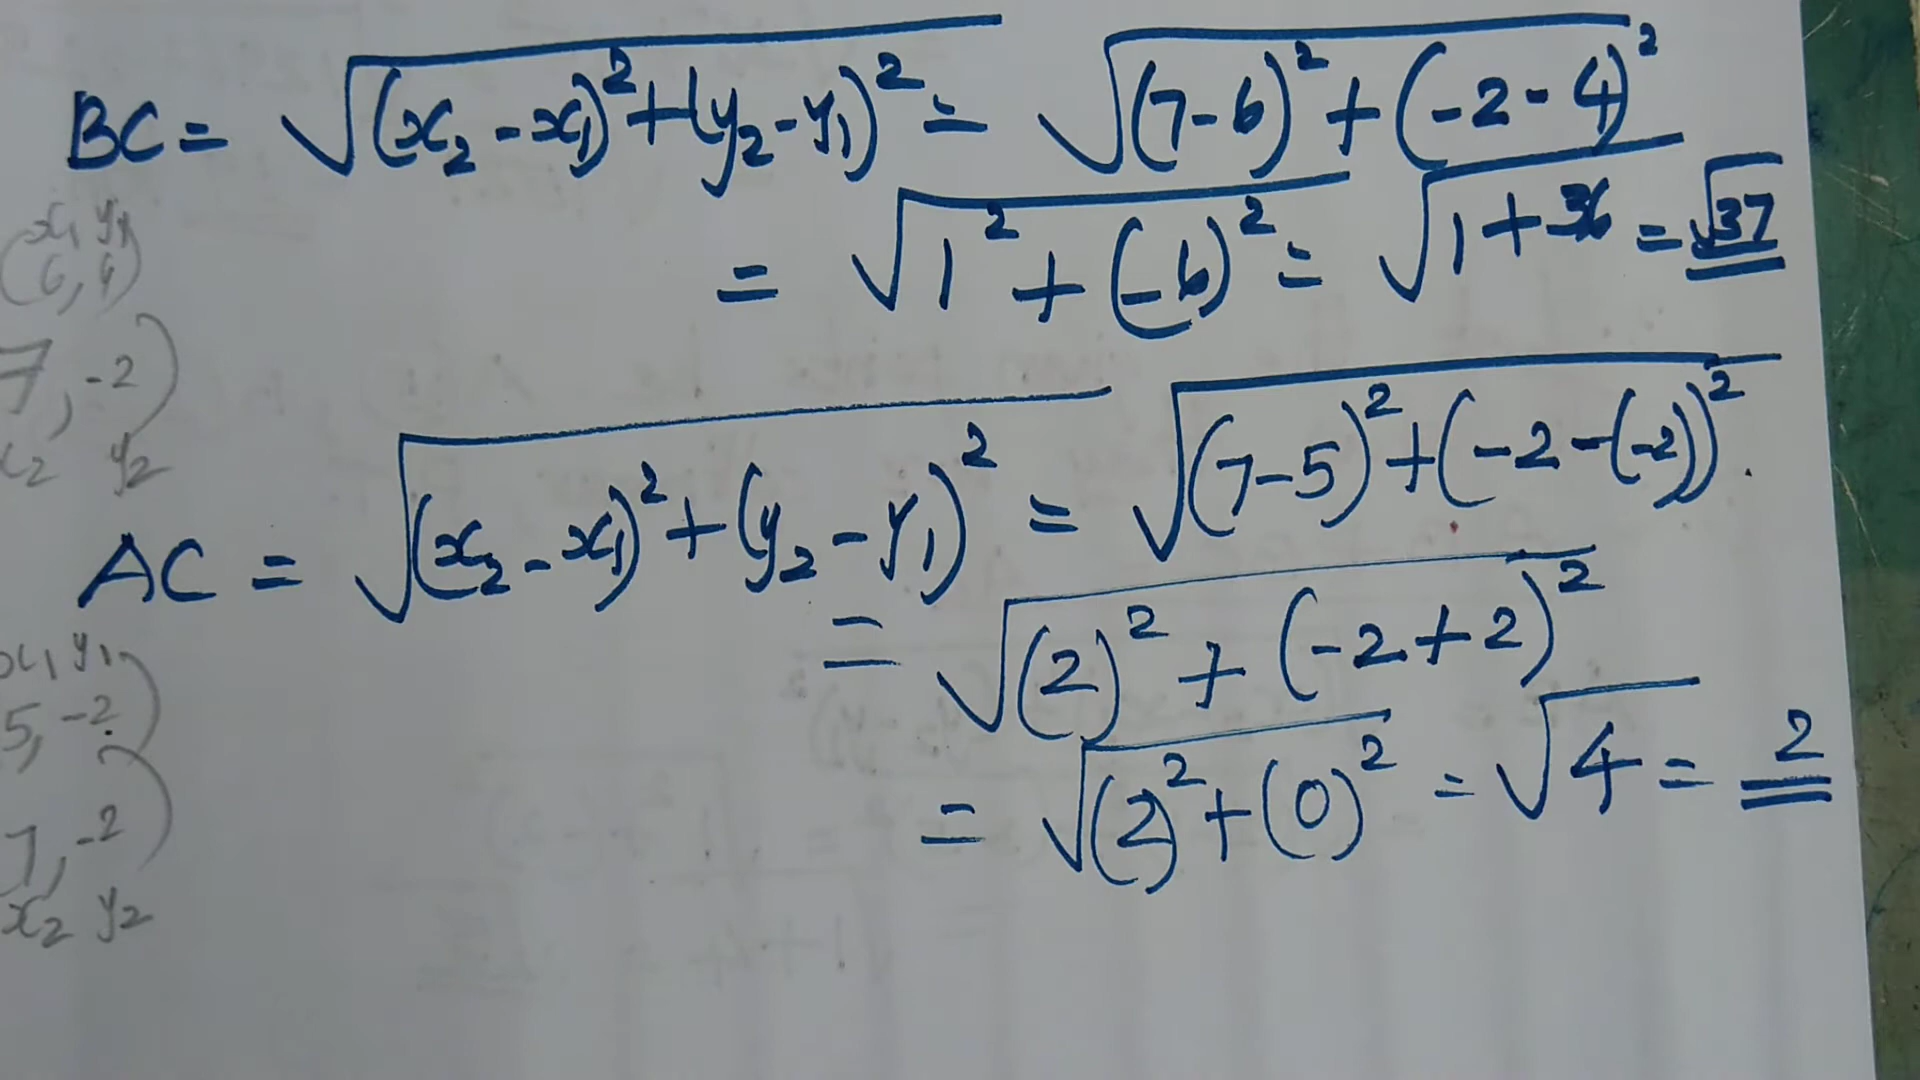 BC = √(x₂ - x₁)² + (y₂ - y₁)² = √(7-6)² + (-2-4)²
= √1² + (-6)² = √1+36 = √37
x₁ y₁
(6, 4)
7, -2)
x₂ y₂
AC = √(x₂ - x₁)² + (y₂ - y₁)² = √(7-5)² + (-2-(-2))²
= √(2)² + (-2+2)²
= √(2)² + (0)² = √4 = 2
x₁ y₁
5, -2)
7, -2)
x₂ y₂